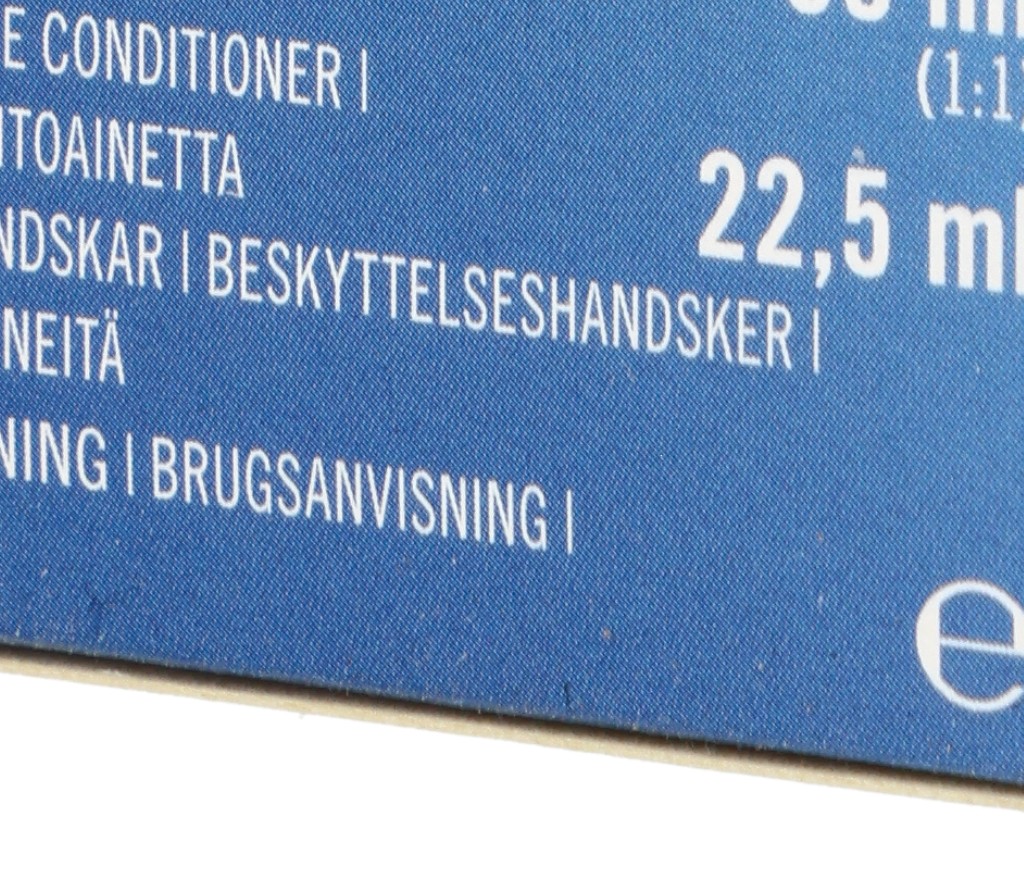 E CONDITIONER |
(1:1)
TOAINETTA
22,5 ml
NDSKAR | BESKYTTELSESHANDSKER |
NEITÄ
NING | BRUGSANVISNING |
e